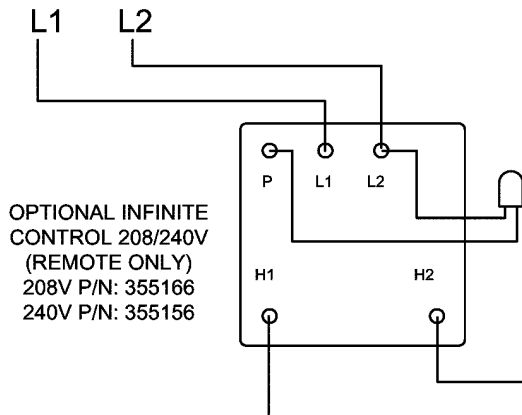 L1 L2
P L1 L2
OPTIONAL INFINITE
CONTROL 208/240V
(REMOTE ONLY)
208V P/N: 355166
240V P/N: 355156
H1 H2